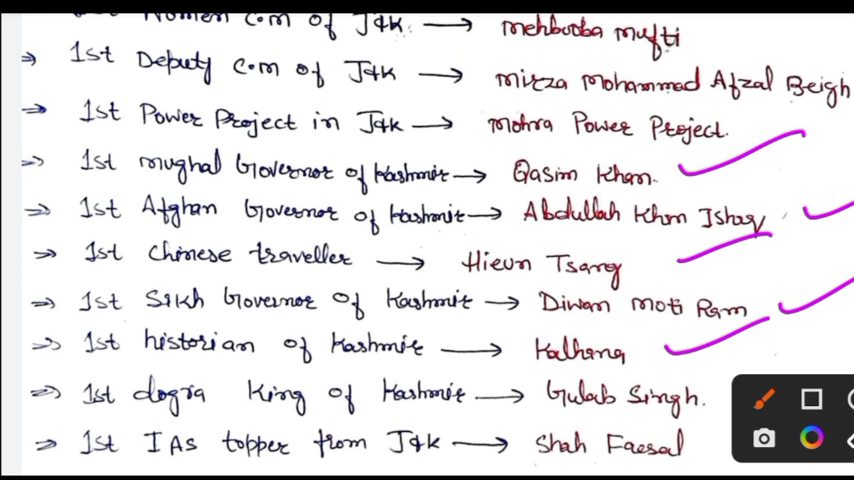 Women C.M of J&K → Mehbooba Mufti
⇒ 1st Deputy C.M of J&K → Mirza Mohammad Afzal Beigh
⇒ 1st Power Project in J&K → Mohra Power Project.
⇒ 1st Mughal Governor of Kashmir → Qasim Khan.
⇒ 1st Afghan Governor of Kashmir → Abdullah Khan Ishaq
⇒ 1st Chinese traveller → Hieun Tsang
⇒ 1st Sikh Governor of Kashmir → Diwan Moti Ram
⇒ 1st historian of Kashmir → Kalhana
⇒ 1st dogra King of Kashmir → Gulab Singh.
⇒ 1st IAS topper from J&K → Shah Faesal